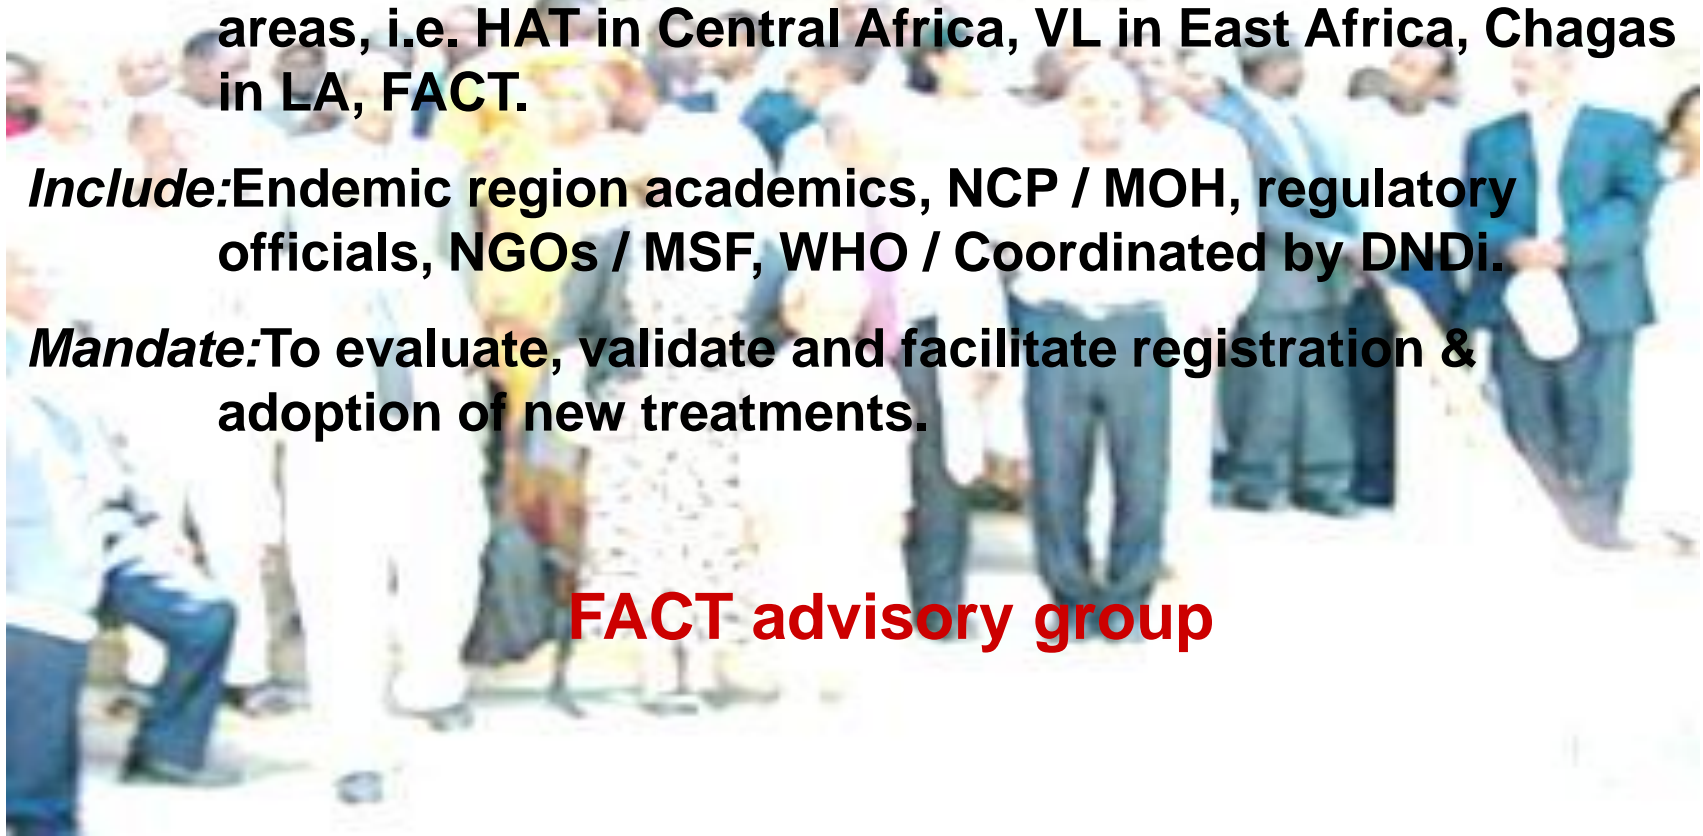 areas, i.e. HAT in Central Africa, VL in East Africa, Chagas
in LA, FACT.
Include:Endemic region academics, NCP / MOH, regulatory
officials, NGOs / MSF, WHO / Coordinated by DNDi.
Mandate:To evaluate, validate and facilitate registration &
adoption of new treatments.
FACT advisory group